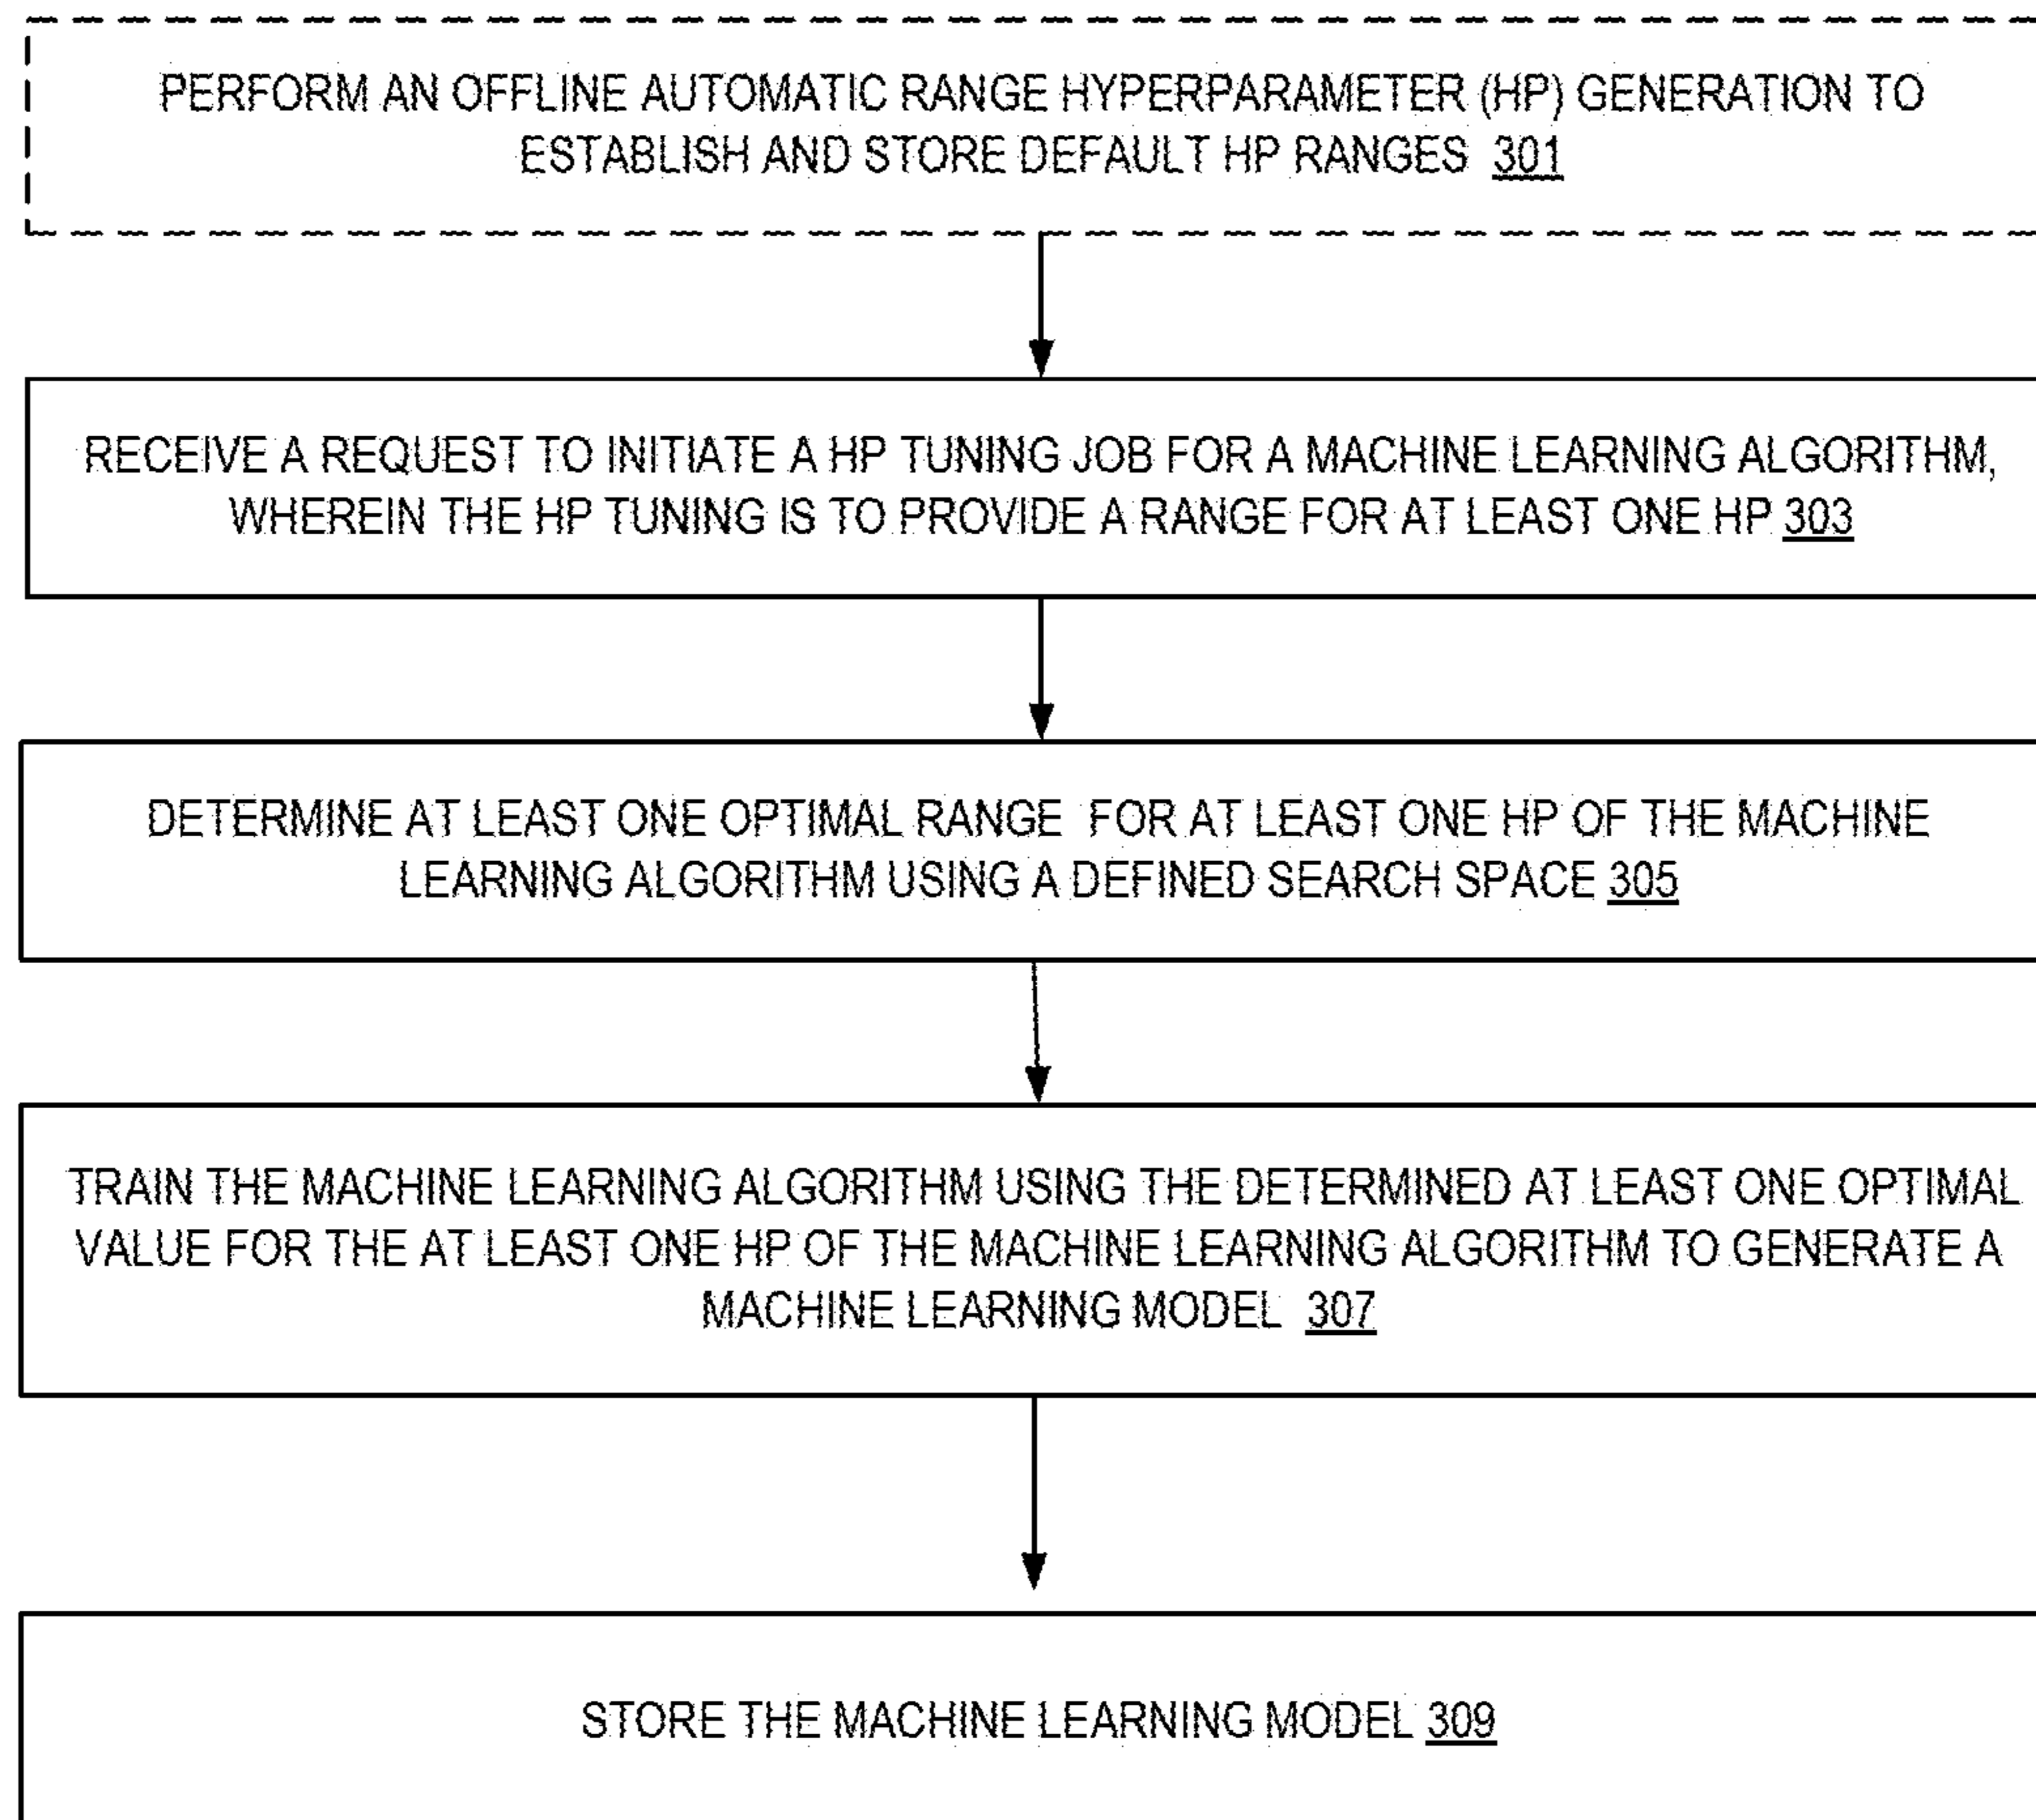 PERFORM AN OFFLINE AUTOMATIC RANGE HYPERPARAMETER (HP) GENERATION TO
ESTABLISH AND STORE DEFAULT HP RANGES 301
RECEIVE A REQUEST TO INITIATE A HP TUNING JOB FOR A MACHINE LEARNING ALGORITHM,
WHEREIN THE HP TUNING IS TO PROVIDE A RANGE FOR AT LEAST ONE HP 303
DETERMINE AT LEAST ONE OPTIMAL RANGE FOR AT LEAST ONE HP OF THE MACHINE
LEARNING ALGORITHM USING A DEFINED SEARCH SPACE 305
TRAIN THE MACHINE LEARNING ALGORITHM USING THE DETERMINED AT LEAST ONE OPTIMAL
VALUE FOR THE AT LEAST ONE HP OF THE MACHINE LEARNING ALGORITHM TO GENERATE A
MACHINE LEARNING MODEL 307
STORE THE MACHINE LEARNING MODEL 309